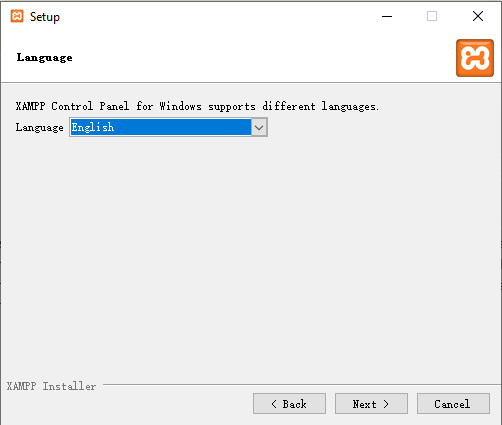 Setup
Language
XAMPP Control Panel for Windows supports different languages.
Language English
XAMPP Installer
< Back Next > Cancel